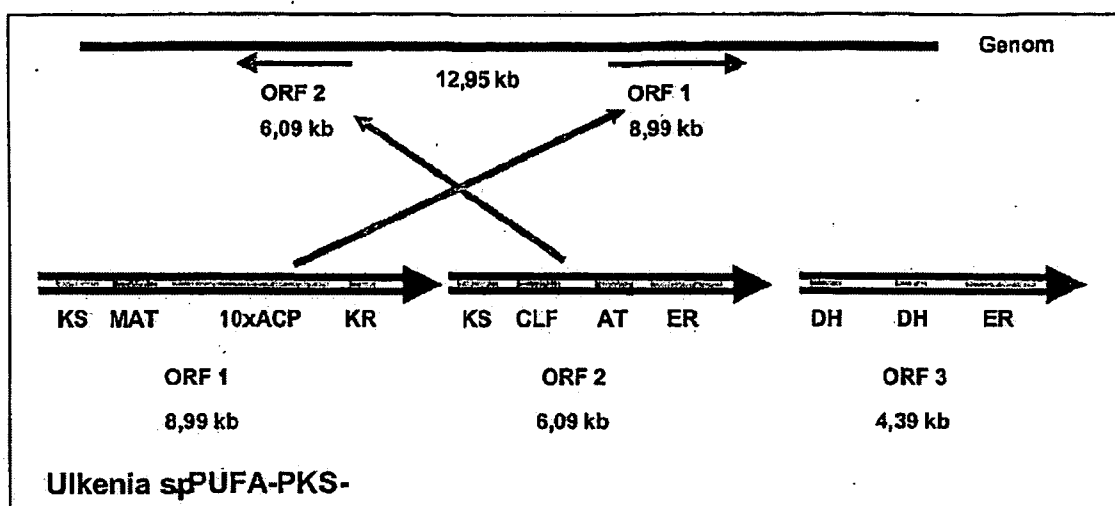 Genom
12,95 kb
ORF 2 ORF 1
6,09 kb 8,99 kb
KS MAT 10xACP KR KS CLF AT ER DH DH ER
ORF 1 ORF 2 ORF 3
8,99 kb 6,09 kb 4,39 kb
Ulkenia spPUFA-PKS-